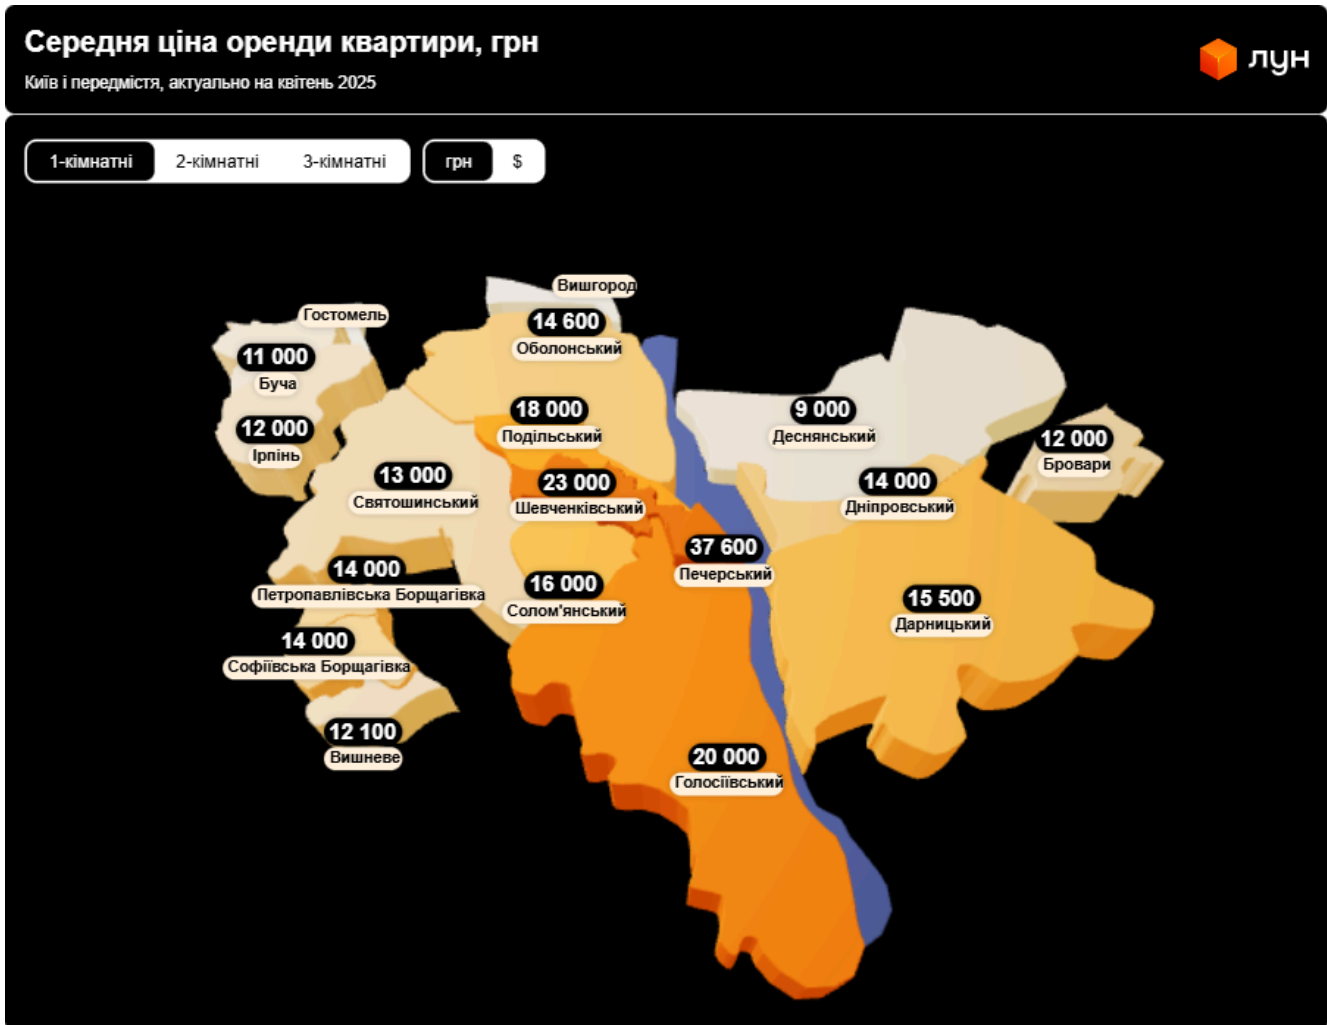 Середня ціна оренди квартири, грн
Київ і передмістя, актуально на квітень 2025
лун
1-кімнатні 2-кімнатні 3-кімнатні грн $
Вишгород
Гостомель
14 600
Оболонський
11 000
Буча
18 000
Подільський
9 000
Деснянський
12 000
Ірпінь
12 000
Бровари
13 000
Святошинський
23 000
Шевченківський
14 000
Дніпровський
37 600
Печерський
14 000
Петропавлівська Борщагівка
16 000
Солом'янський
15 500
Дарницький
14 000
Софіївська Борщагівка
12 100
Вишневе
20 000
Голосіївський